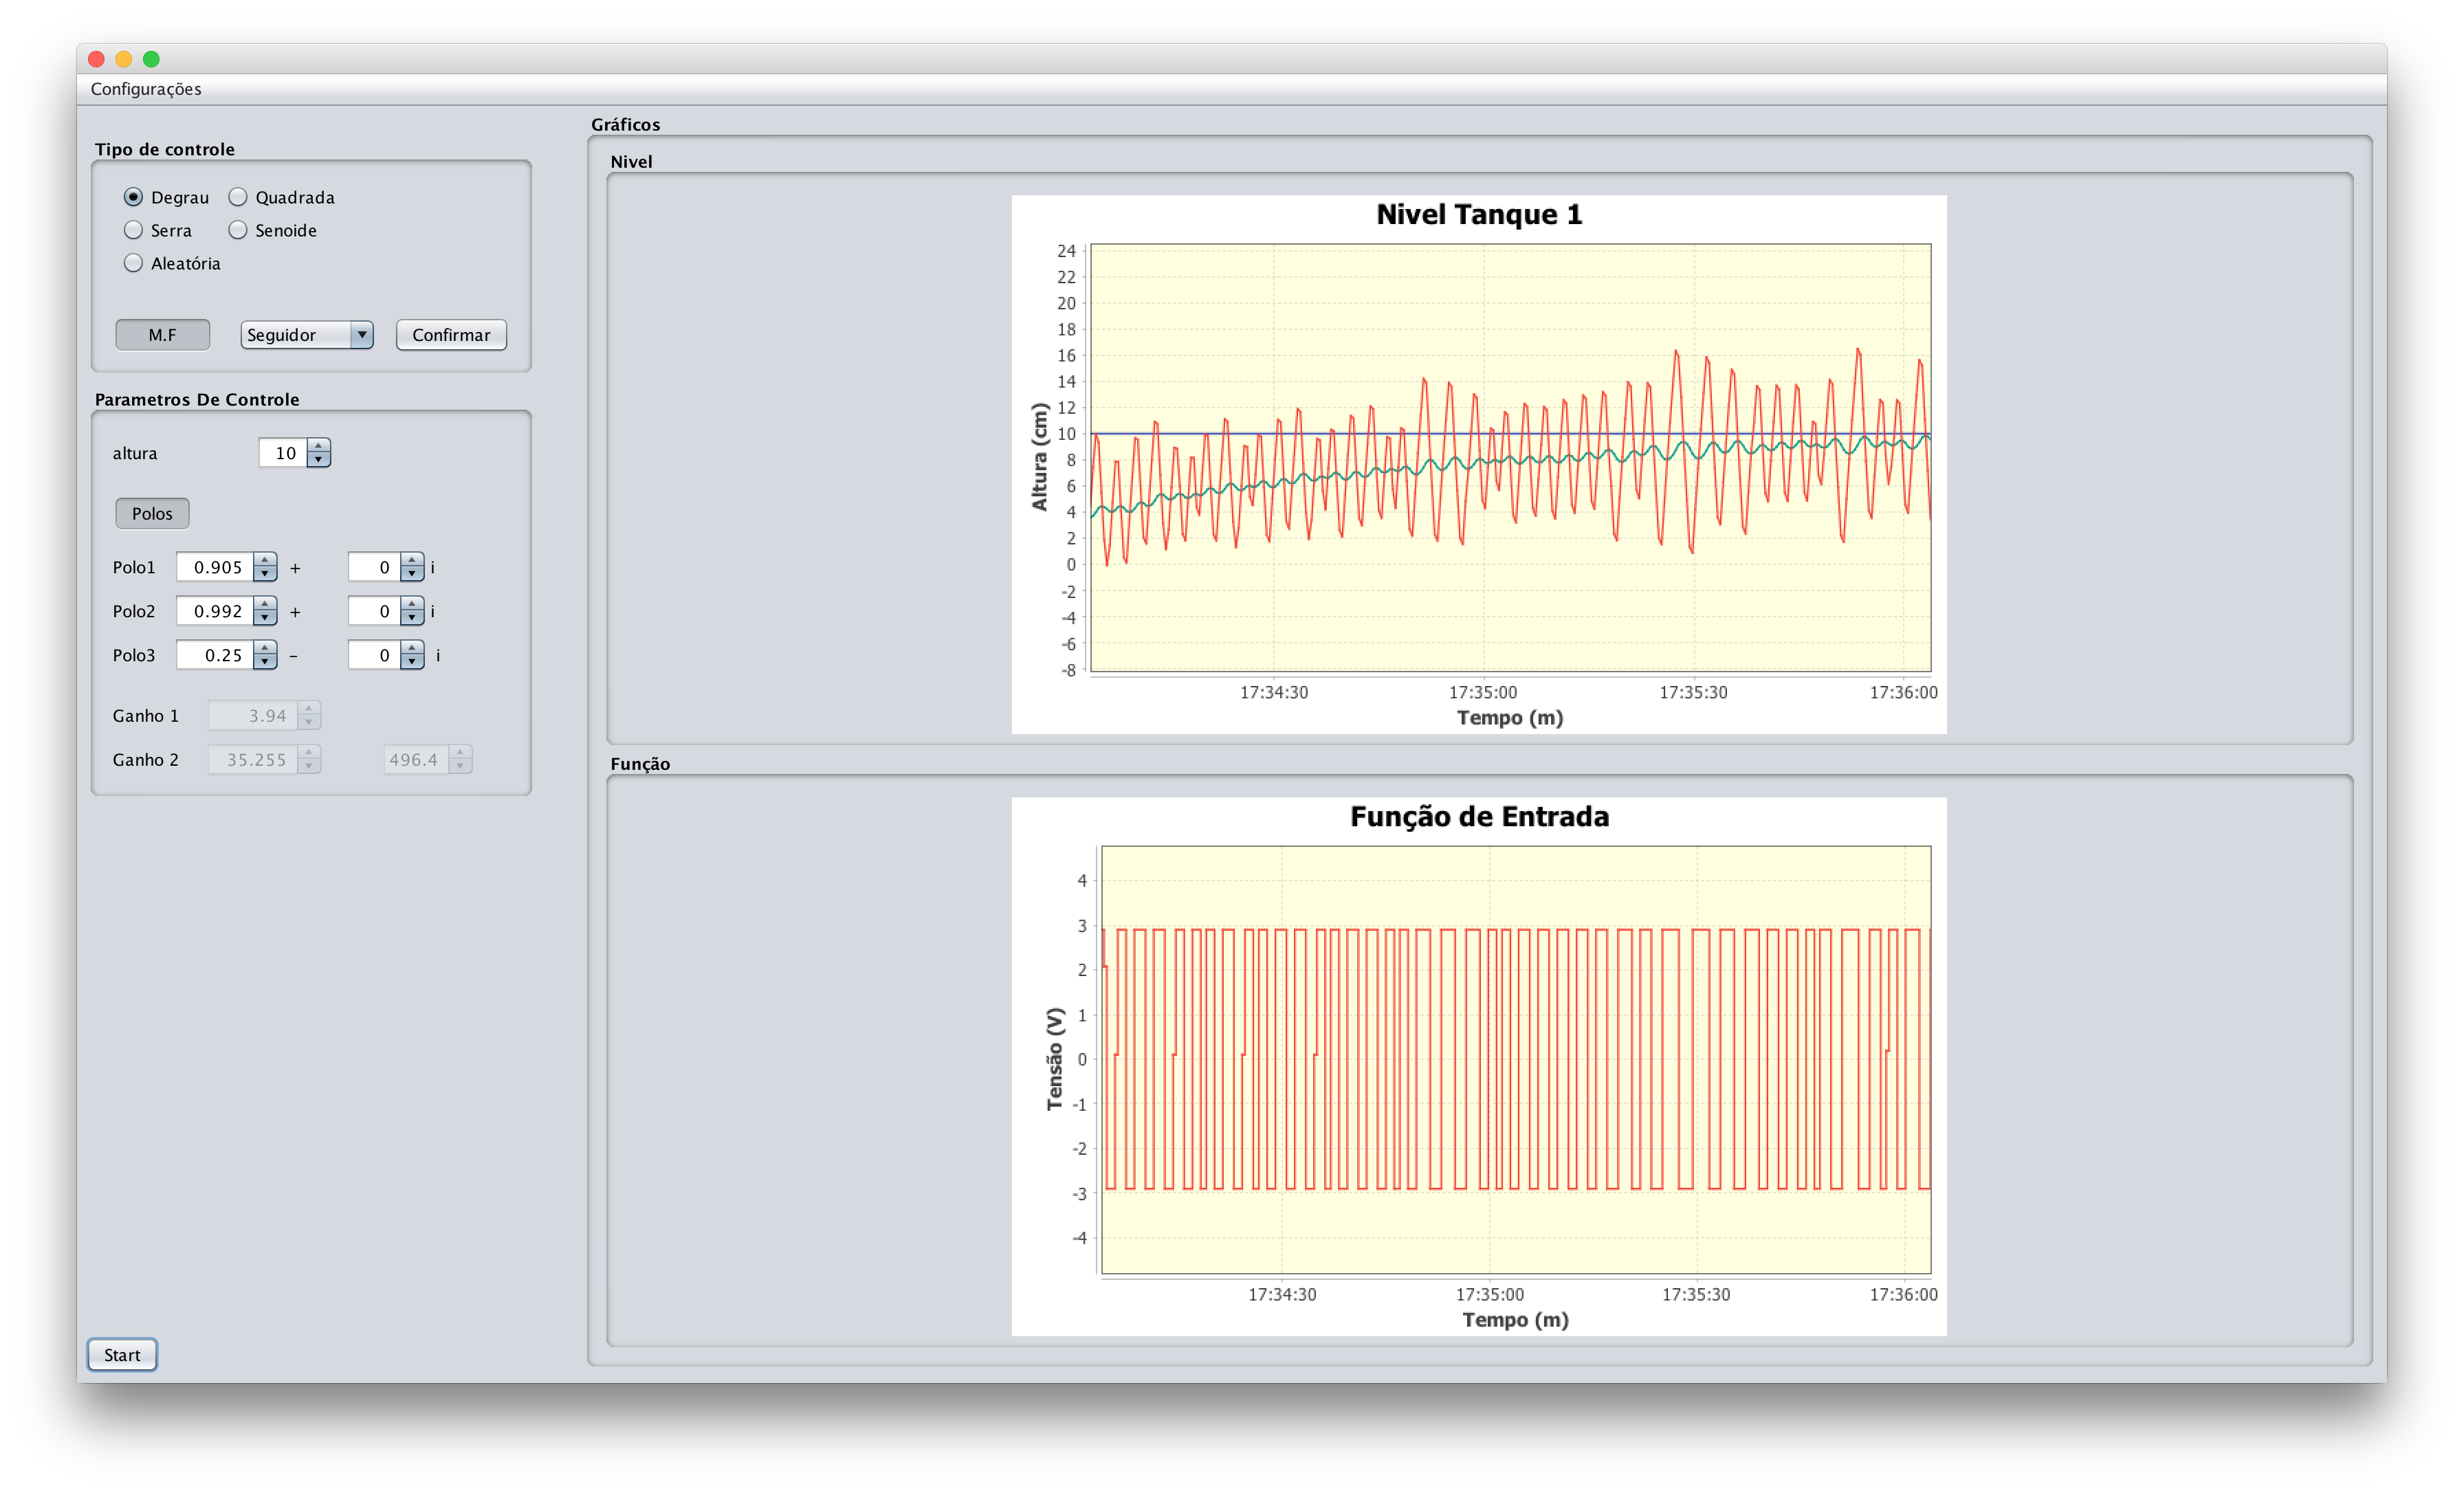 Configurações
Tipo de controle
Degrau Quadrada
Serra Senoide
Aleatória
M.F Seguidor Confirmar
Parametros De Controle
altura 10
Polos
Polo1 0.905 + 0 i
Polo2 0.992 + 0 i
Polo3 0.25 – 0 i
Ganho 1 3.94
Ganho 2 35.255 496.4
Start
Gráficos
Nivel
Nivel Tanque 1
Altura (cm)
24
22
20
18
16
14
12
10
8
6
4
2
0
-2
-4
-6
-8
17:34:30 17:35:00 17:35:30 17:36:00
Tempo (m)
Função
Função de Entrada
Tensão (V)
4
3
2
1
0
-1
-2
-3
-4
17:34:30 17:35:00 17:35:30 17:36:00
Tempo (m)